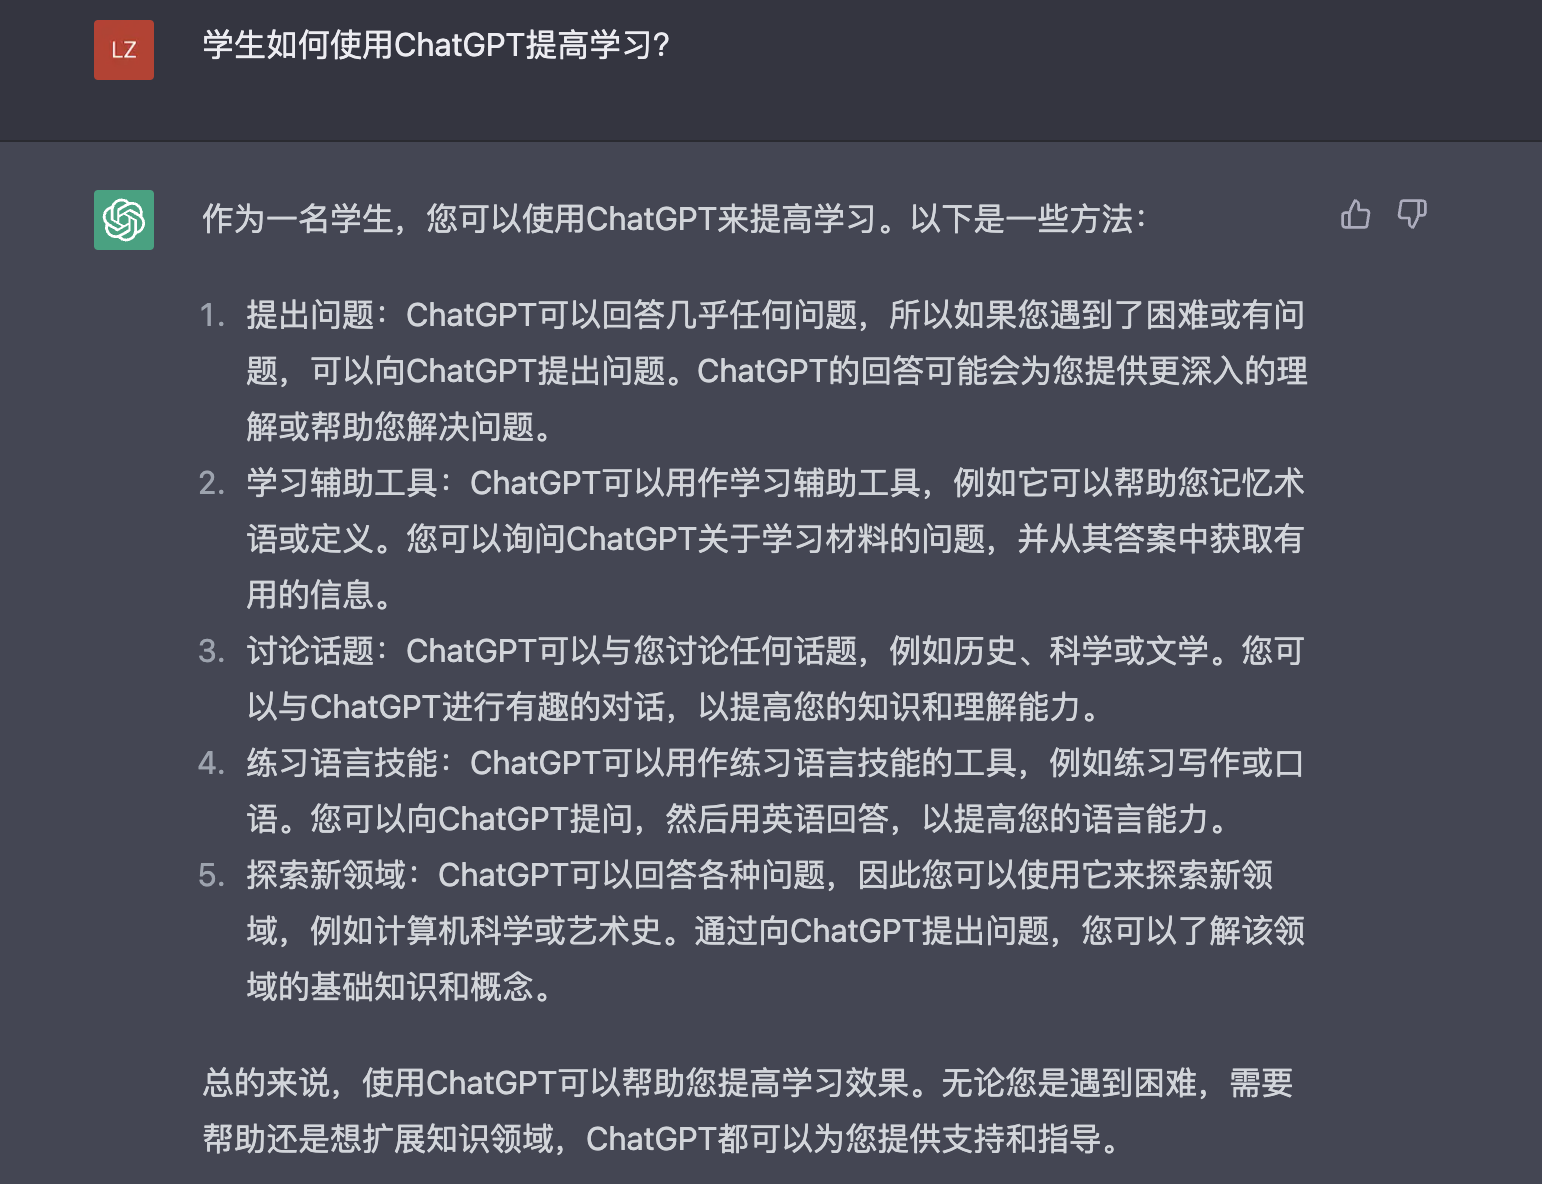 LZ
学生如何使用ChatGPT提高学习?
作为一名学生，您可以使用ChatGPT来提高学习。以下是一些方法：
1. 提出问题：ChatGPT可以回答几乎任何问题，所以如果您遇到了困难或有问
题，可以向ChatGPT提出问题。ChatGPT的回答可能会为您提供更深入的理
解或帮助您解决问题。
2. 学习辅助工具：ChatGPT可以用作学习辅助工具，例如它可以帮助您记忆术
语或定义。您可以询问ChatGPT关于学习材料的问题，并从其答案中获取有
用的信息。
3. 讨论话题：ChatGPT可以与您讨论任何话题，例如历史、科学或文学。您可
以与ChatGPT进行有趣的对话，以提高您的知识和理解能力。
4. 练习语言技能：ChatGPT可以用作练习语言技能的工具，例如练习写作或口
语。您可以向ChatGPT提问，然后用英语回答，以提高您的语言能力。
5. 探索新领域：ChatGPT可以回答各种问题，因此您可以使用它来探索新领
域，例如计算机科学或艺术史。通过向ChatGPT提出问题，您可以了解该领
域的基础知识和概念。
总的来说，使用ChatGPT可以帮助您提高学习效果。无论您是遇到困难，需要
帮助还是想扩展知识领域，ChatGPT都可以为您提供支持和指导。